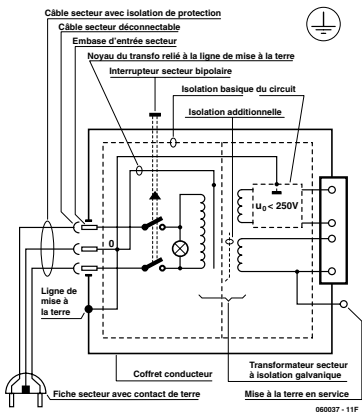 Câble secteur avec isolation de protection
Câble secteur déconnectable
Embase d'entrée secteur
Noyau du transfo relié à la ligne de mise à la terre
Interrupteur secteur bipolaire
Isolation basique du circuit
Isolation additionnelle
u0 < 250V
0
Ligne de
mise à
la terre
Coffret conducteur
Transformateur secteur
à isolation galvanique
Fiche secteur avec contact de terre
Mise à la terre en service
060037 - 11F